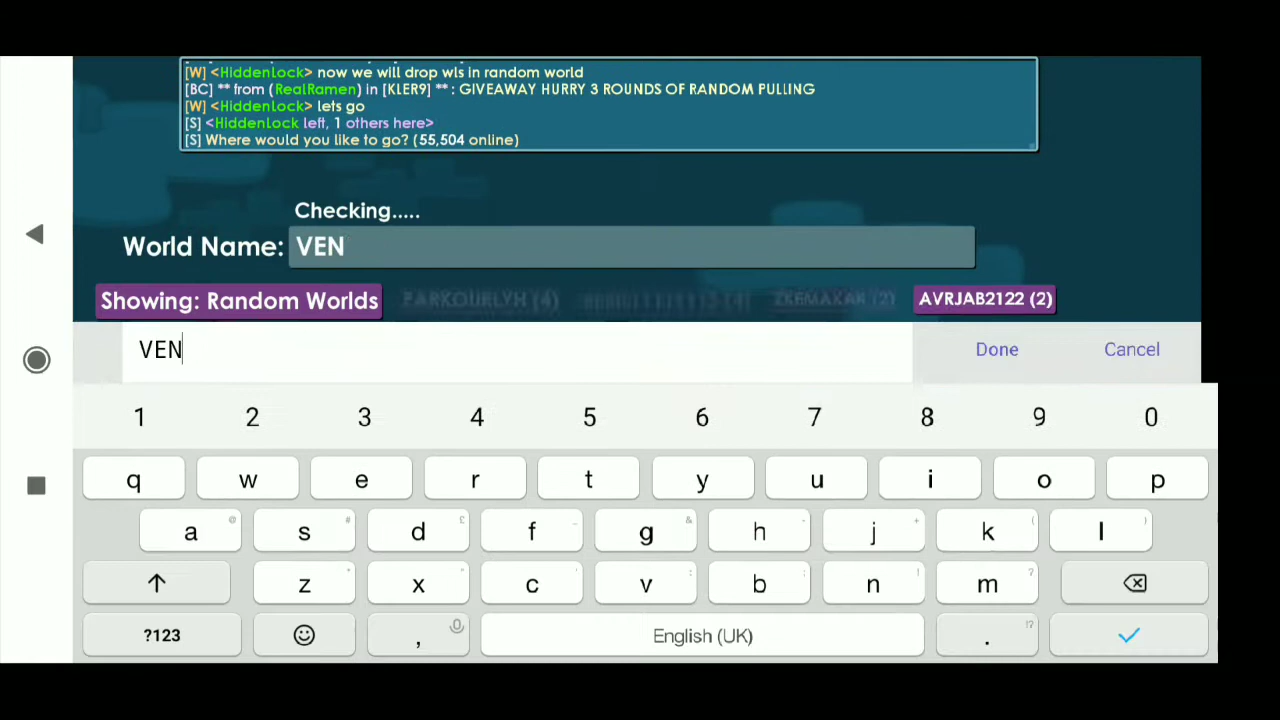 [W] <HiddenLock> now we will drop wls in random world
[BC] ** from (RealRamen) in [KLER9] ** : GIVEAWAY HURRY 3 ROUNDS OF RANDOM PULLING
[W] <HiddenLock> lets go
[S] <HiddenLock left, 1 others here>
[S] Where would you like to go? (55,504 online)
Checking.....
World Name: VEN
Showing: Random Worlds AVRJAB2122 (2)
VEN Done Cancel
1 2 3 4 5 6 7 8 9 0
q w e r t y u i o p
a @ s # d £ f _ g & h - j + k ( l )
z x c v b n m
?123 , English (UK) .